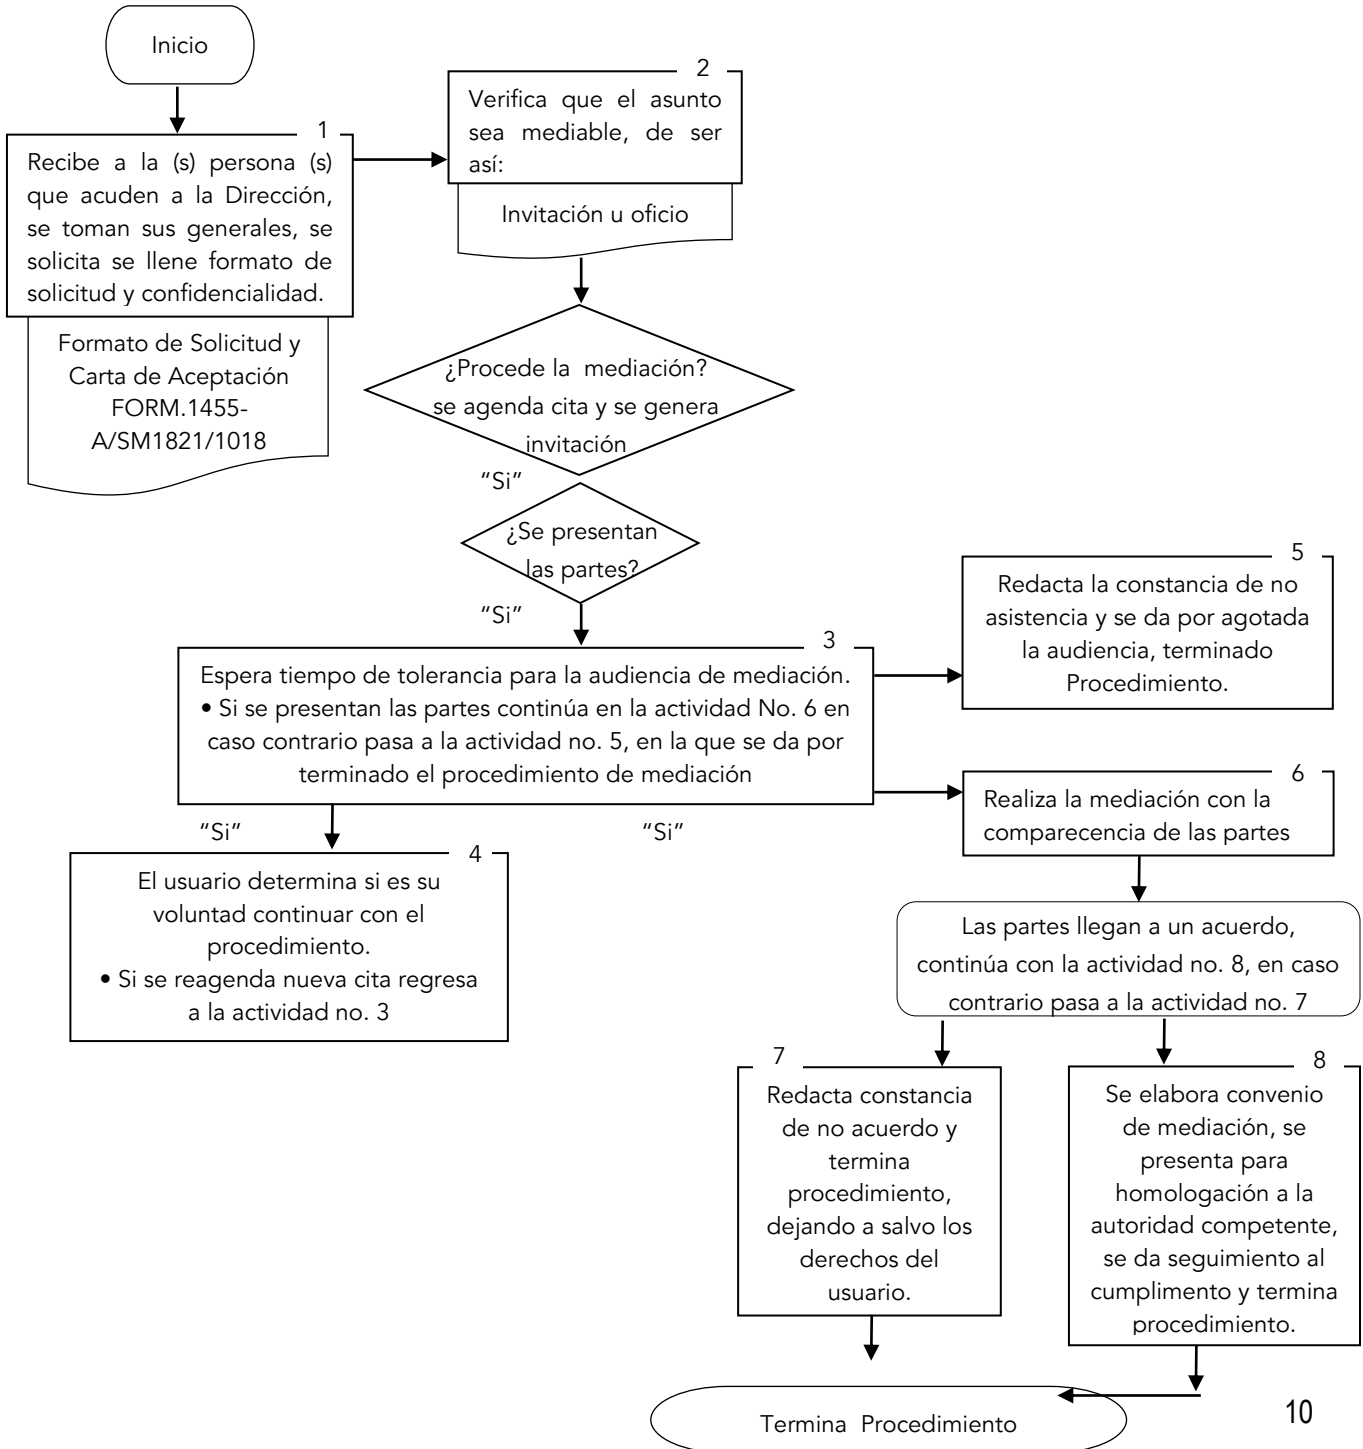 Inicio
1
Recibe a la (s) persona (s)
que acuden a la Dirección,
se toman sus generales, se
solicita se llene formato de
solicitud y confidencialidad.
Formato de Solicitud y
Carta de Aceptación
FORM.1455-
A/SM1821/1018
2
Verifica que el asunto
sea mediable, de ser
así:
Invitación u oficio
¿Procede la mediación?
se agenda cita y se genera
invitación
“Si”
¿Se presentan
las partes?
“Si”
3
Espera tiempo de tolerancia para la audiencia de mediación.
• Si se presentan las partes continúa en la actividad No. 6 en
caso contrario pasa a la actividad no. 5, en la que se da por
terminado el procedimiento de mediación
“Si”
“Si”
4
El usuario determina si es su
voluntad continuar con el
procedimiento.
• Si se reagenda nueva cita regresa
a la actividad no. 3
5
Redacta la constancia de no
asistencia y se da por agotada
la audiencia, terminado
Procedimiento.
6
Realiza la mediación con la
comparecencia de las partes
Las partes llegan a un acuerdo,
continúa con la actividad no. 8, en caso
contrario pasa a la actividad no. 7
7
Redacta constancia
de no acuerdo y
termina
procedimiento,
dejando a salvo los
derechos del
usuario.
8
Se elabora convenio
de mediación, se
presenta para
homologación a la
autoridad competente,
se da seguimiento al
cumplimento y termina
procedimiento.
Termina Procedimiento
10